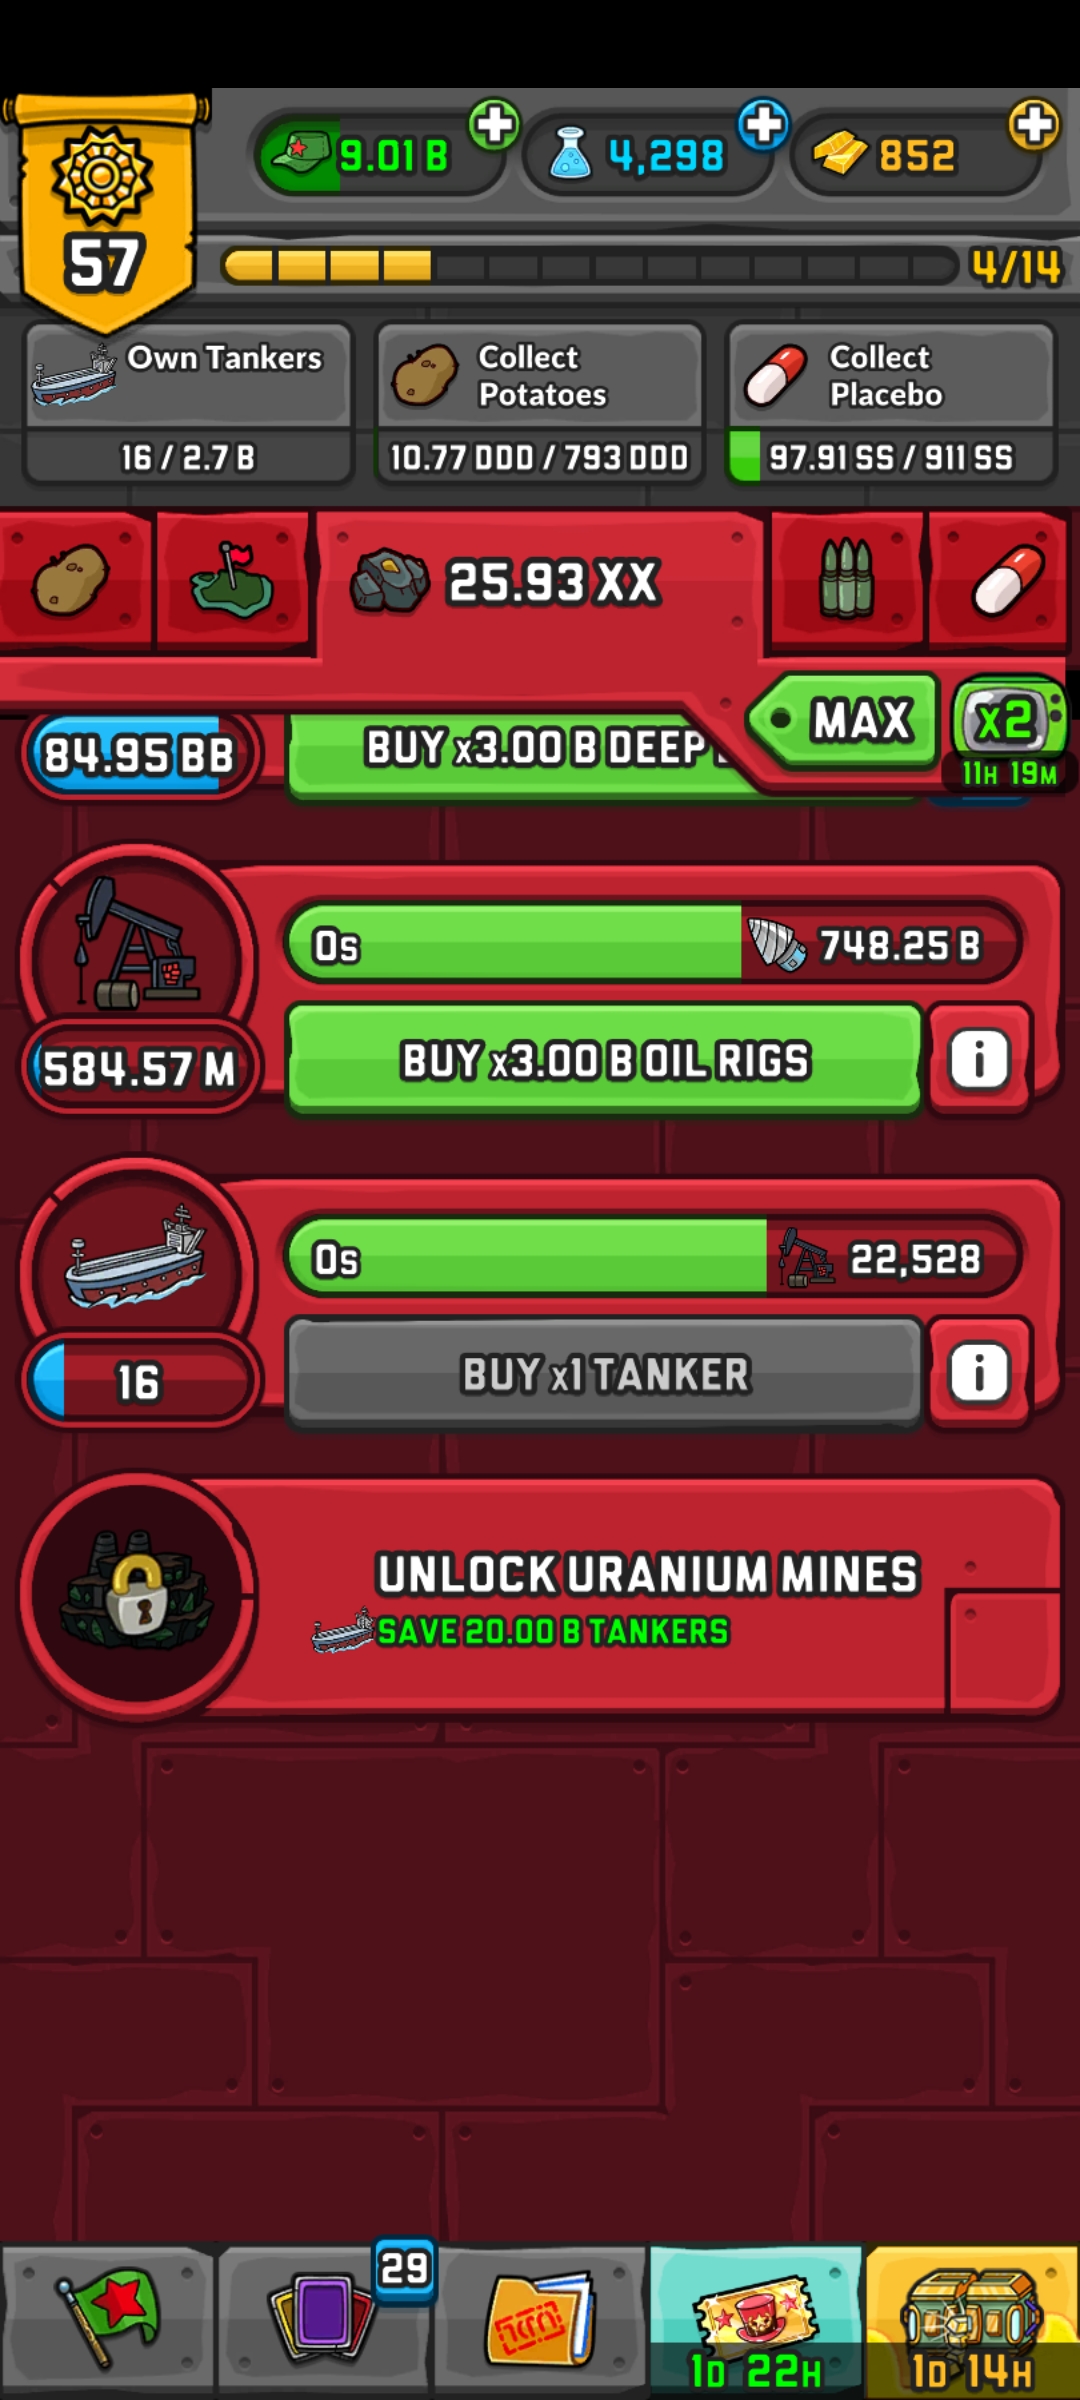 9.01 B
4,298
852
57
4/14
Own Tankers
16 / 2.7 B
Collect
Potatoes
10.77 DDD / 793 DDD
Collect
Placebo
97.91 SS / 911 SS
25.93 XX
MAX
x2
11H 19M
84.95 BB
BUY x3.00 B DEEP
0s
748.25 B
584.57 M
BUY x3.00 B OIL RIGS
i
0s
22,528
16
BUY x1 TANKER
i
UNLOCK URANIUM MINES
SAVE 20.00 B TANKERS
29
1D 22H
1D 14H